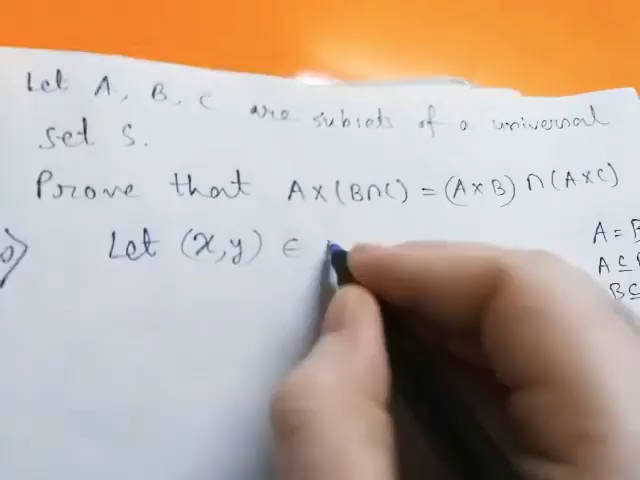 Let A, B, C are subsets of a universal
set S.
Prove that A×(B∩C) = (A×B)∩(A×C)
Let (x,y) ∈
A = B
A ⊆
B ⊆